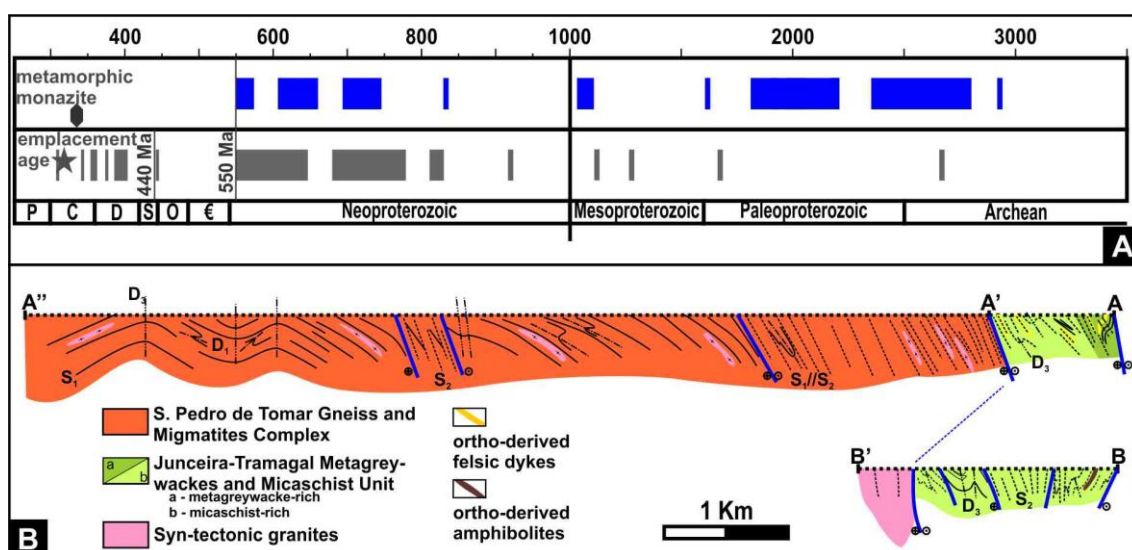 400 600 800 1000 2000 3000
metamorphic
monazite
emplacement
age
440 Ma
550 Ma
P C D S O € Neoproterozoic Mesoproterozoic Paleoproterozoic Archean
A
A’’ D₃ A’ A
D₁
S₁ S₂ S₁//S₂ D₃
S. Pedro de Tomar Gneiss and
Migmatites Complex
Junceira-Tramagal Metagrey-
wackes and Micaschist Unit
a b
a - metagreywacke-rich
b - micaschist-rich
Syn-tectonic granites
ortho-derived
felsic dykes
ortho-derived
amphibolites
B’ B
D₃ S₂
1 Km
B